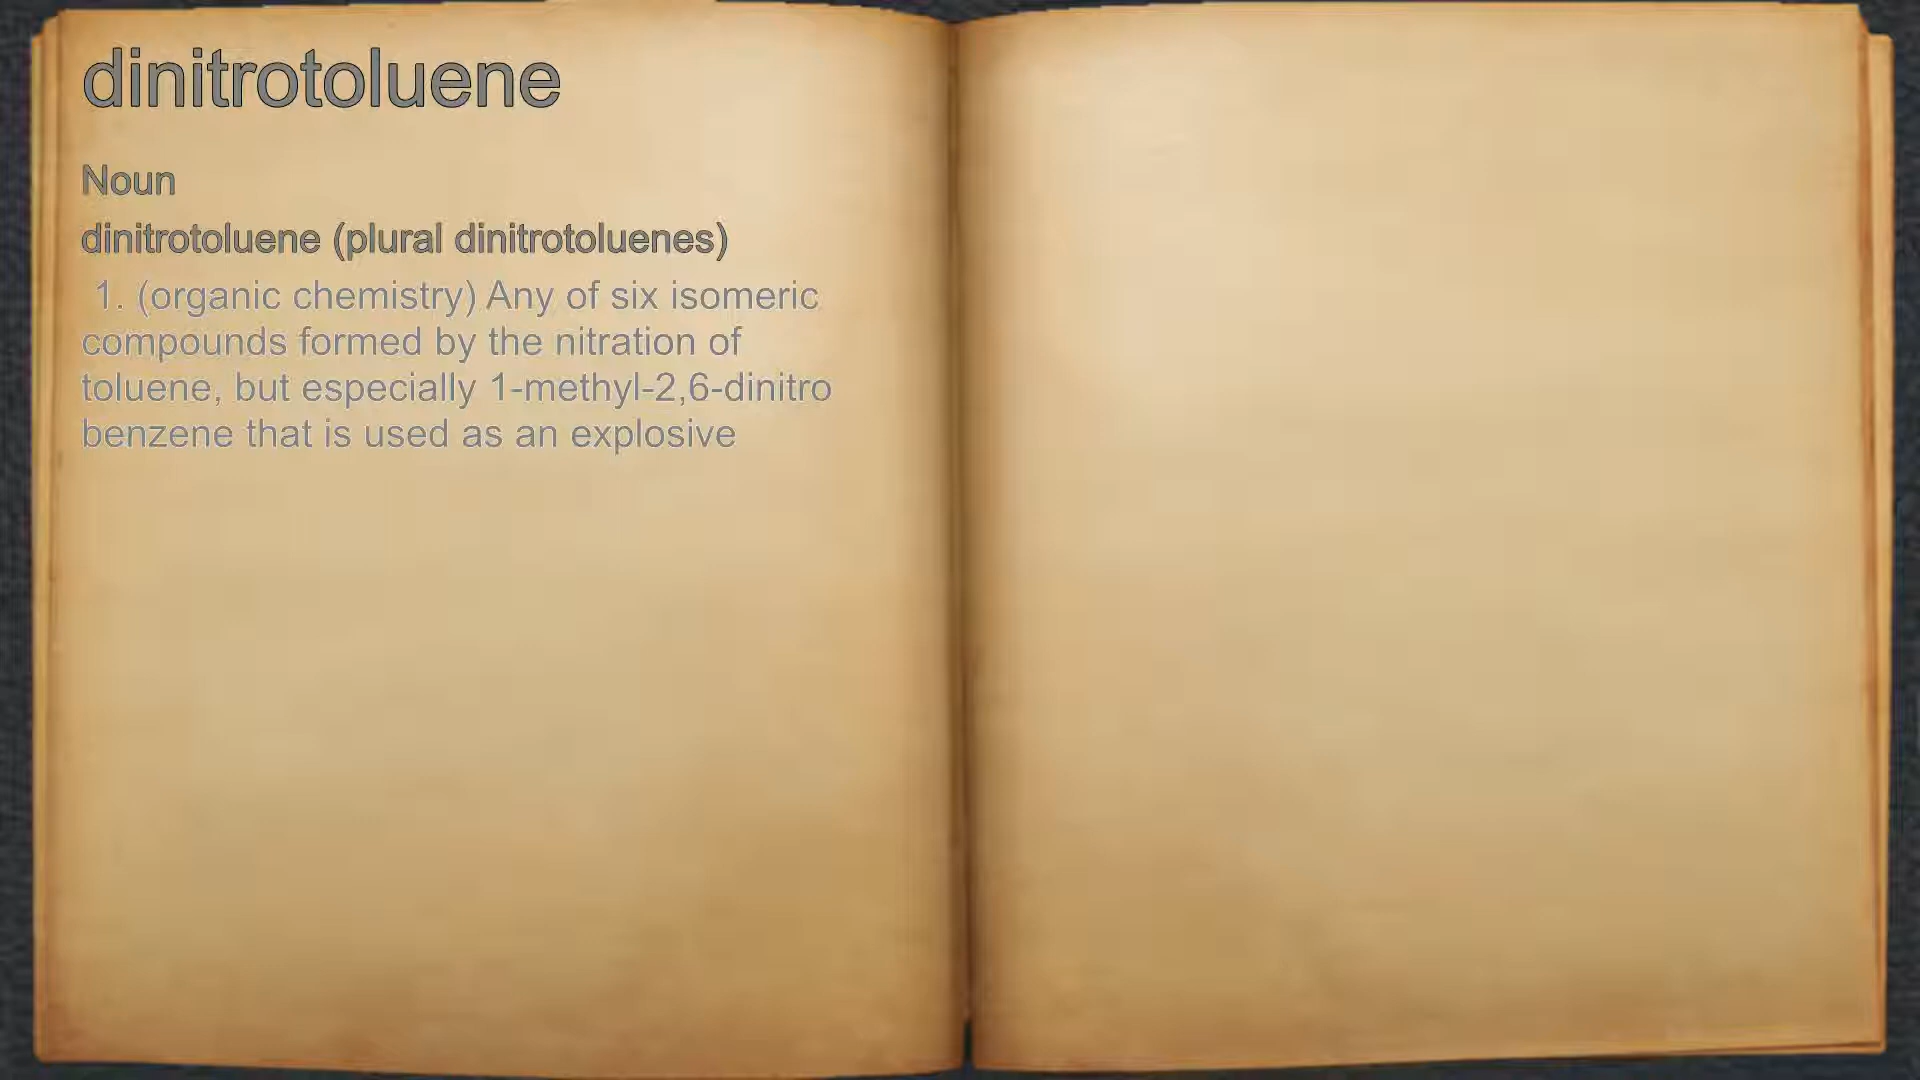 dinitrotoluene
Noun
dinitrotoluene (plural dinitrotoluenes)
1. (organic chemistry) Any of six isomeric
compounds formed by the nitration of
toluene, but especially 1-methyl-2,6-dinitro
benzene that is used as an explosive